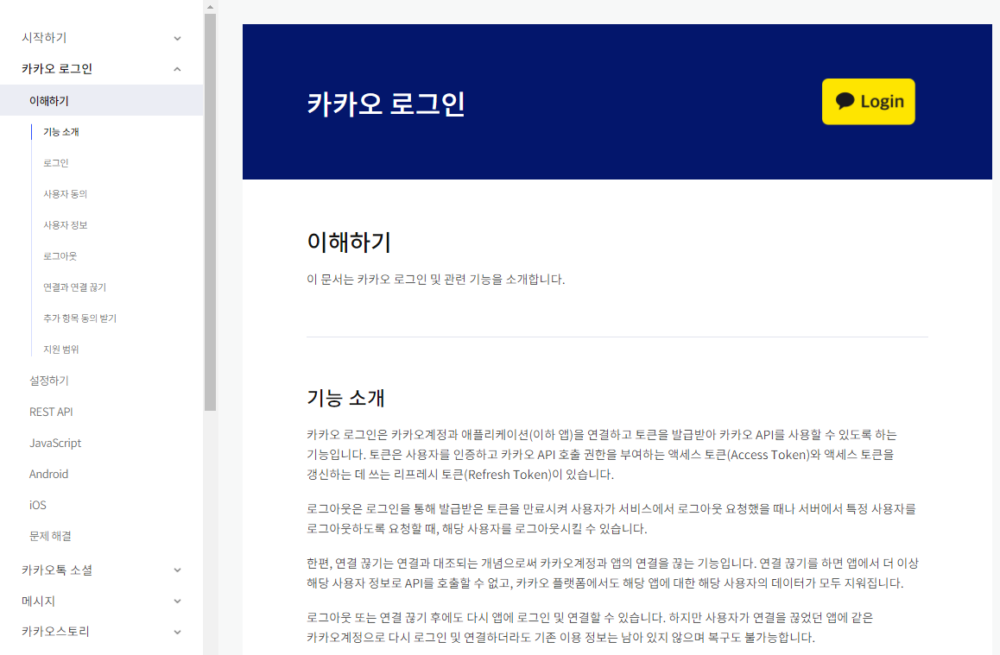 시작하기
카카오 로그인
이해하기
기능 소개
로그인
사용자 동의
사용자 정보
로그아웃
연결과 연결 끊기
추가 항목 동의 받기
지원 범위
설정하기
REST API
JavaScript
Android
iOS
문제 해결
카카오톡 소셜
메시지
카카오스토리
카카오 로그인
Login
이해하기
이 문서는 카카오 로그인 및 관련 기능을 소개합니다.
기능 소개
카카오 로그인은 카카오계정과 애플리케이션(이하 앱)을 연결하고 토큰을 발급받아 카카오 API를 사용할 수 있도록 하는
기능입니다. 토큰은 사용자를 인증하고 카카오 API 호출 권한을 부여하는 액세스 토큰(Access Token)와 액세스 토큰을
갱신하는 데 쓰는 리프레시 토큰(Refresh Token)이 있습니다.
로그아웃은 로그인을 통해 발급받은 토큰을 만료시켜 사용자가 서비스에서 로그아웃 요청했을 때나 서버에서 특정 사용자를
로그아웃하도록 요청할 때, 해당 사용자를 로그아웃시킬 수 있습니다.
한편, 연결 끊기는 연결과 대조되는 개념으로써 카카오계정과 앱의 연결을 끊는 기능입니다. 연결 끊기를 하면 앱에서 더 이상
해당 사용자 정보로 API를 호출할 수 없고, 카카오 플랫폼에서도 해당 앱에 대한 해당 사용자의 데이터가 모두 지워집니다.
로그아웃 또는 연결 끊기 후에도 다시 앱에 로그인 및 연결할 수 있습니다. 하지만 사용자가 연결을 끊었던 앱에 같은
카카오계정으로 다시 로그인 및 연결하더라도 기존 이용 정보는 남아 있지 않으며 복구도 불가능합니다.